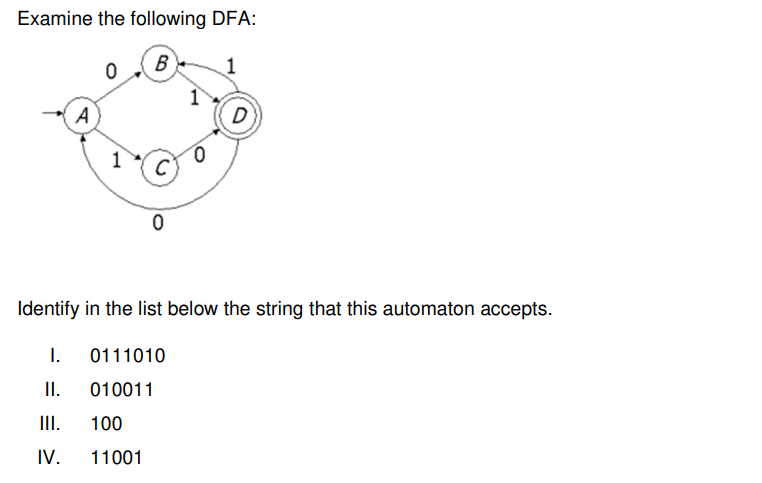 Examine the following DFA:
B
1
0
1
A
D
1
C
0
0
Identify in the list below the string that this automaton accepts.
I. 0111010
II. 010011
III. 100
IV. 11001